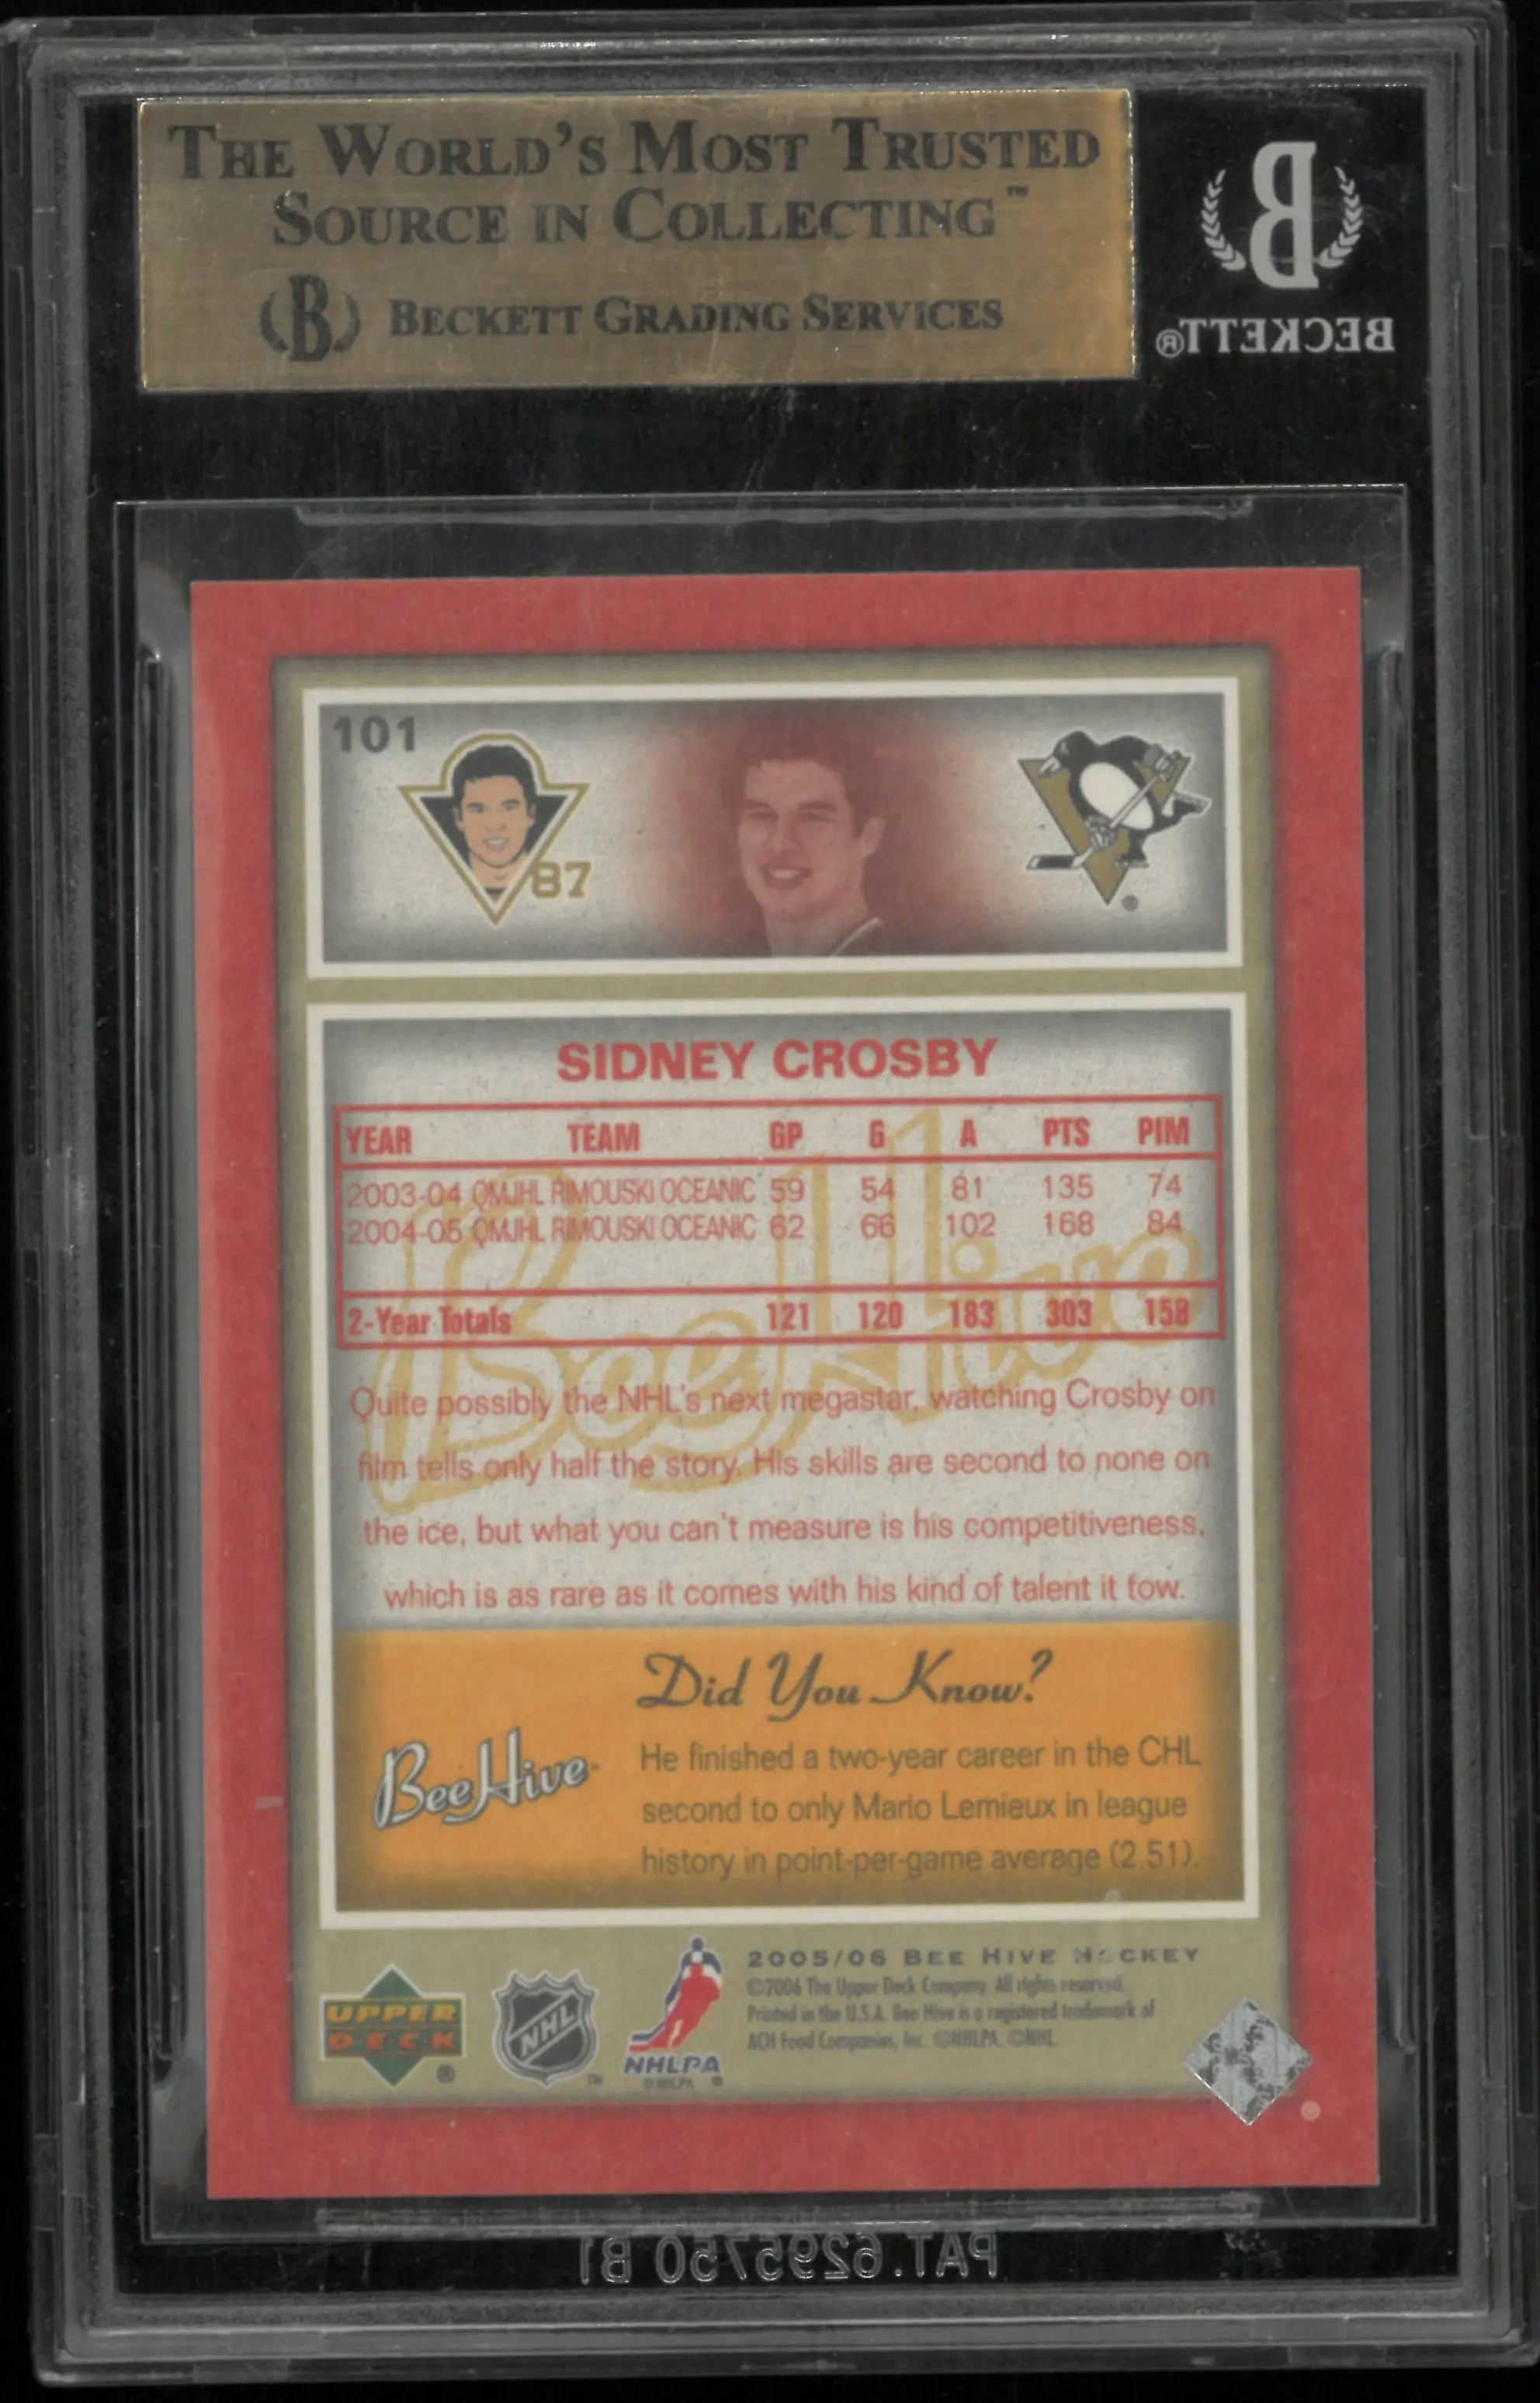 THE WORLD'S MOST TRUSTED
SOURCE IN COLLECTING™
B BECKETT GRADING SERVICES
B
BECKETT®
101
87
®
SIDNEY CROSBY
YEAR TEAM GP G A PTS PIM
2003-04 QMJHL RIMOUSKI OCEANIC 59 54 81 135 74
2004-05 QMJHL RIMOUSKI OCEANIC 62 66 102 168 84
2-Year Totals 121 120 183 303 158
BeeHive
Quite possibly the NHL's next megastar, watching Crosby on
film tells only half the story. His skills are second to none on
the ice, but what you can't measure is his competitiveness,
which is as rare as it comes with his kind of talent it tow.
Did You Know?
BeeHive™
He finished a two-year career in the CHL
second to only Mario Lemieux in league
history in point-per-game average (2.51).
UPPER
DECK
®
NHL
™
NHLPA
©NHLPA ®
2005/06 BEE HIVE HOCKEY
©2006 The Upper Deck Company. All rights reserved.
Printed in the U.S.A. Bee Hive is a registered trademark of
ACH Food Companies, Inc. ©NHLPA. ©NHL.
®
PAT.6295750 B1